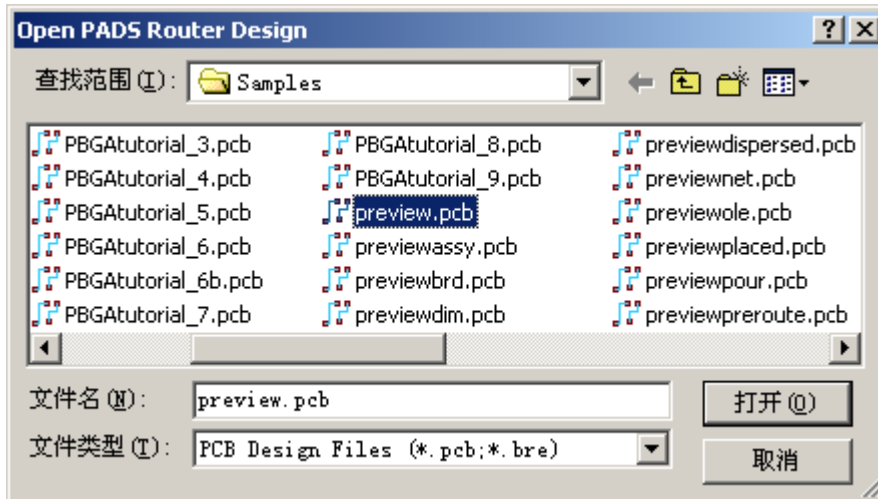 Open PADS Router Design
查找范围(I): Samples
PBGAtutorial_3.pcb
PBGAtutorial_4.pcb
PBGAtutorial_5.pcb
PBGAtutorial_6.pcb
PBGAtutorial_6b.pcb
PBGAtutorial_7.pcb
PBGAtutorial_8.pcb
PBGAtutorial_9.pcb
preview.pcb
previewassy.pcb
previewbrd.pcb
previewdim.pcb
previewdispersed.pcb
previewnet.pcb
previewole.pcb
previewplaced.pcb
previewpour.pcb
previewpreroute.pcb
文件名(N): preview.pcb
打开(O)
文件类型(T): PCB Design Files (*.pcb;*.bre)
取消